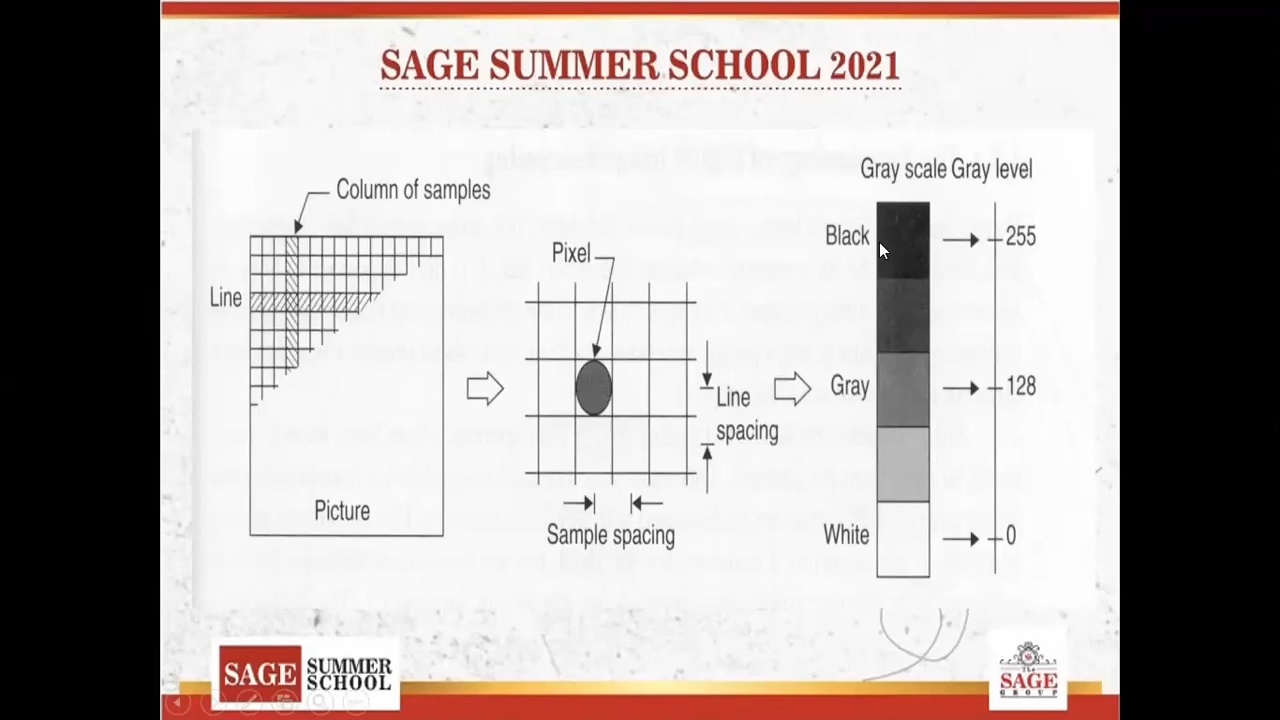 SAGE SUMMER SCHOOL 2021
Gray scale Gray level
Column of samples
Black
255
Pixel
Line
Gray
128
Line
spacing
Picture
Sample spacing
White
0
SAGE SUMMER
SCHOOL
The
SAGE
GROUP